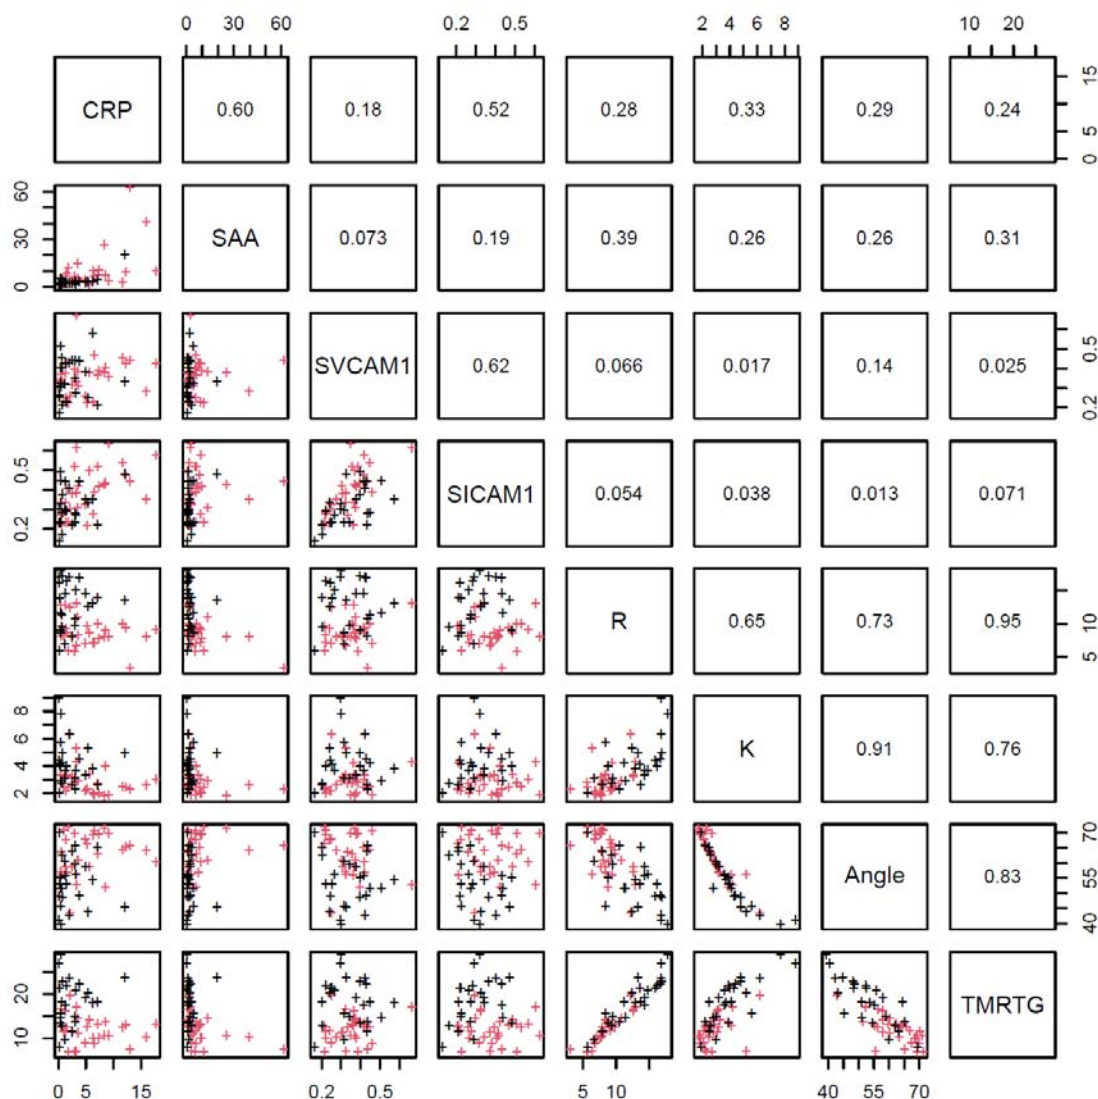 0 30 60 0.2 0.5 2 4 6 8 10 20
CRP 0.60 0.18 0.52 0.28 0.33 0.29 0.24 0 5 15
0 30 60 SAA 0.073 0.19 0.39 0.26 0.26 0.31
SVCAM1 0.62 0.066 0.017 0.14 0.025 0.2 0.5
0.2 0.5 SICAM1 0.054 0.038 0.013 0.071
R 0.65 0.73 0.95 5 10
2 4 6 8 K 0.91 0.76
Angle 0.83 40 55 70
10 20 TMRTG
0 5 15 0.2 0.5 5 10 40 55 70